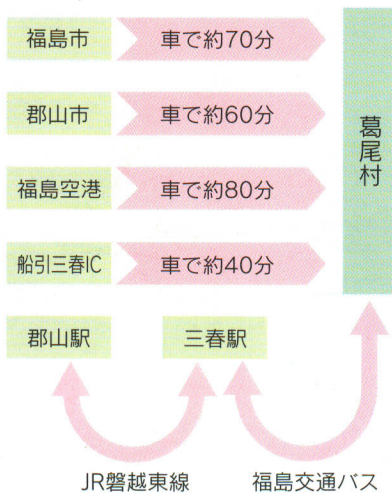 福島市 車で約70分
郡山市 車で約60分
福島空港 車で約80分
船引三春IC 車で約40分
葛尾村
郡山駅 三春駅
JR磐越東線 福島交通バス